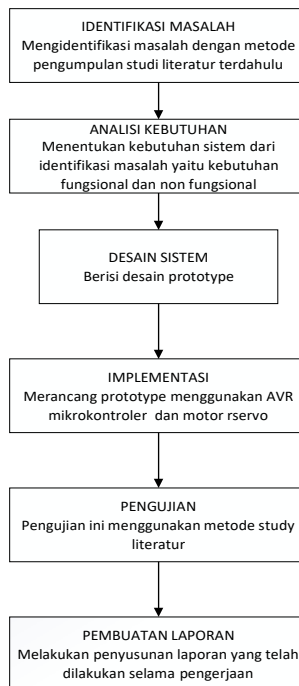 IDENTIFIKASI MASALAH
Mengidentifikasi masalah dengan metode
pengumpulan studi literatur terdahulu
ANALISI KEBUTUHAN
Menentukan kebutuhan sistem dari
identifikasi masalah yaitu kebutuhan
fungsional dan non fungsional
DESAIN SISTEM
Berisi desain prototype
IMPLEMENTASI
Merancang prototype menggunakan AVR
mikrokontroler dan motor rservo
PENGUJIAN
Pengujian ini menggunakan metode study
literatur
PEMBUATAN LAPORAN
Melakukan penyusunan laporan yang telah
dilakukan selama pengerjaan